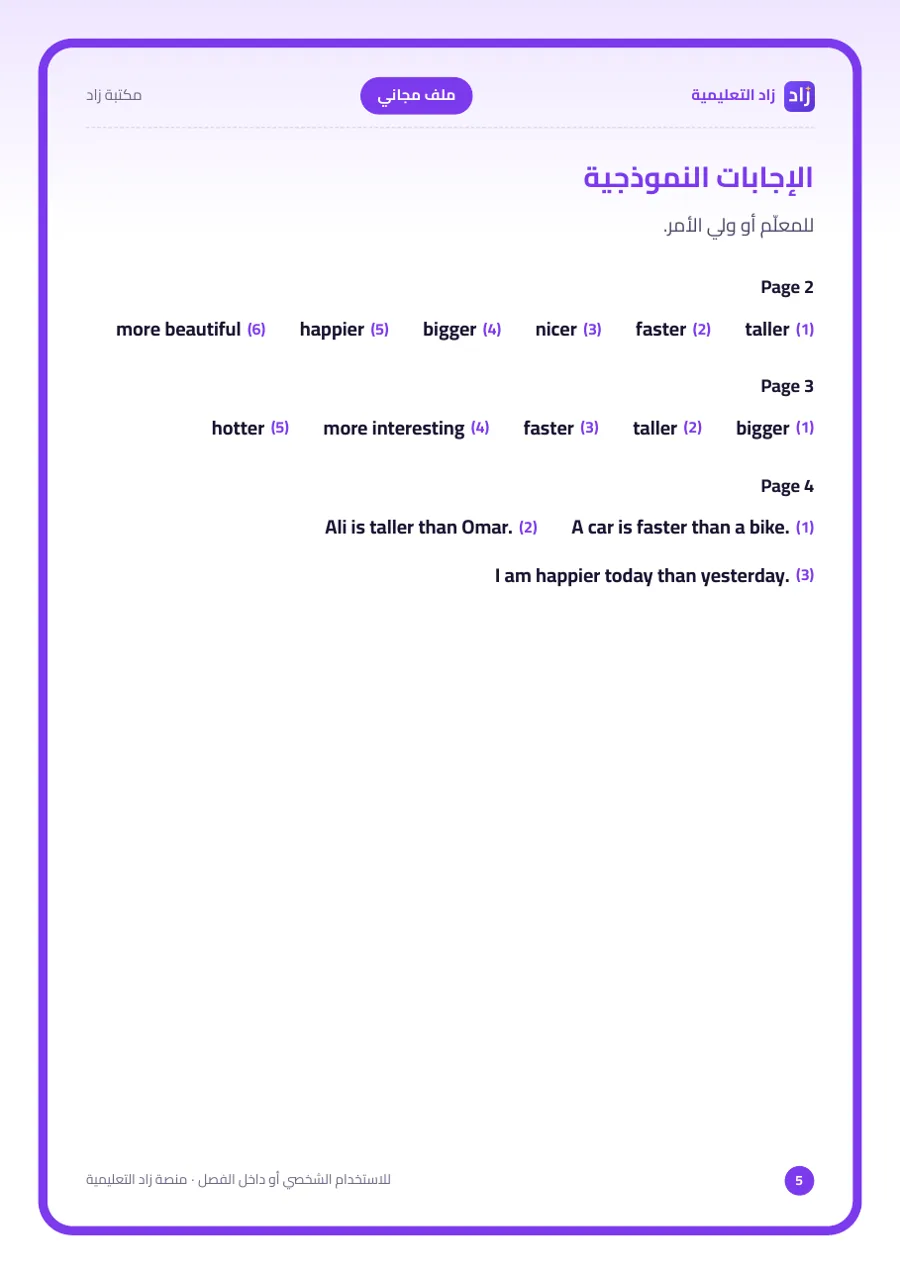 زاد زاد التعليمية
ملف مجاني
مكتبة زاد
الإجابات النموذجية
للمعلّم أو ولي الأمر.
Page 2
(1) taller (2) faster (3) nicer (4) bigger (5) happier (6) more beautiful
Page 3
(1) bigger (2) taller (3) faster (4) more interesting (5) hotter
Page 4
(1) A car is faster than a bike. (2) Ali is taller than Omar.
(3) I am happier today than yesterday.
5
للاستخدام الشخصي أو داخل الفصل · منصة زاد التعليمية